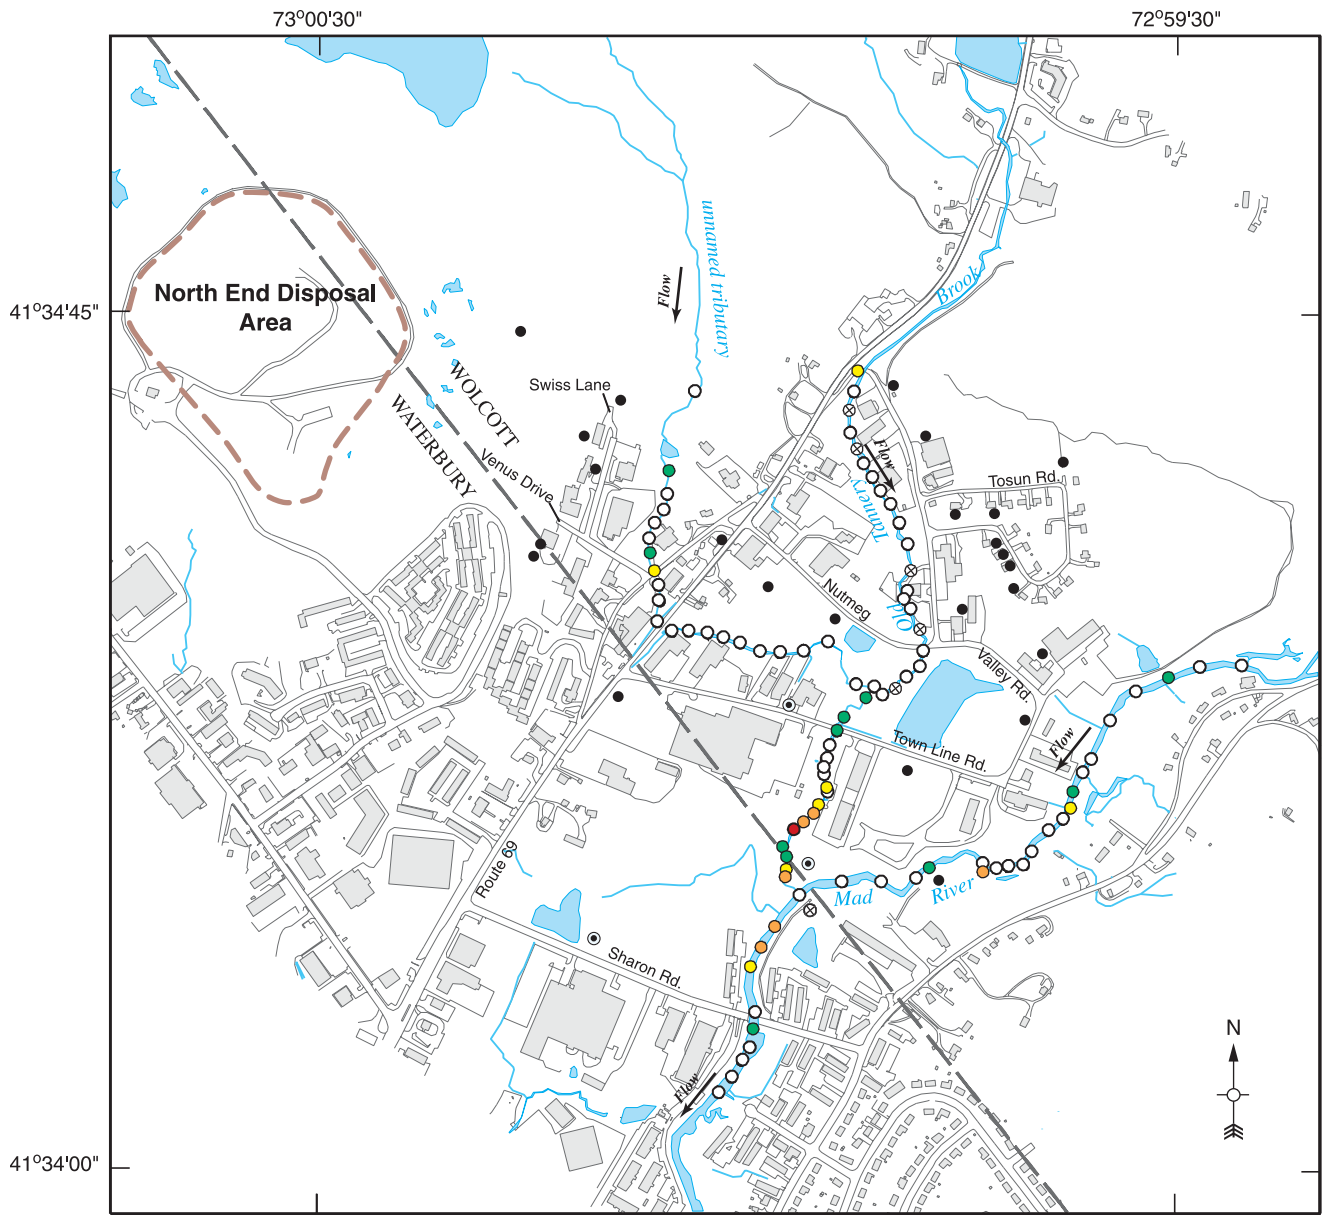 73°00'30"
72°59'30"
unnamed tributary
Flow
Brook
North End Disposal
Area
41°34'45"
WOLCOTT
WATERBURY
Swiss Lane
Venus Drive
Flow
Tannery
Tosun Rd.
Nutmeg
Old
Valley Rd.
Town Line Rd.
Flow
Route 69
Mad
River
Sharon Rd.
Flow
N
41°34'00"